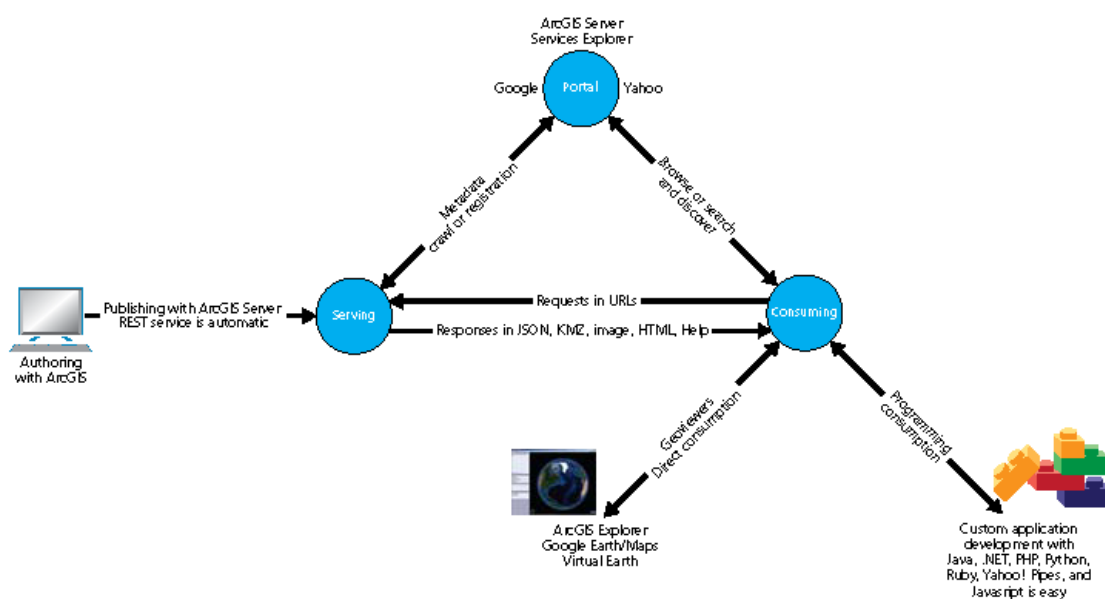 ArcGIS Server
Services Explorer
Google
Portal
Yahoo
Metadata
crawl or registration
Browse or search
and discover
Publishing with ArcGIS Server
REST service is automatic
Serving
Requests in URLs
Responses in JSON, KMZ, image, HTML, Help
Consuming
Authoring
with ArcGIS
Geoviewers
Direct consumption
Programming
consumption
ArcGIS Explorer
Google Earth/Maps
Virtual Earth
Custom application
development with
Java, .NET, PHP, Python,
Ruby, Yahoo! Pipes, and
Javasript is easy